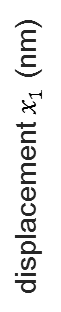 displacement x₁ (nm)